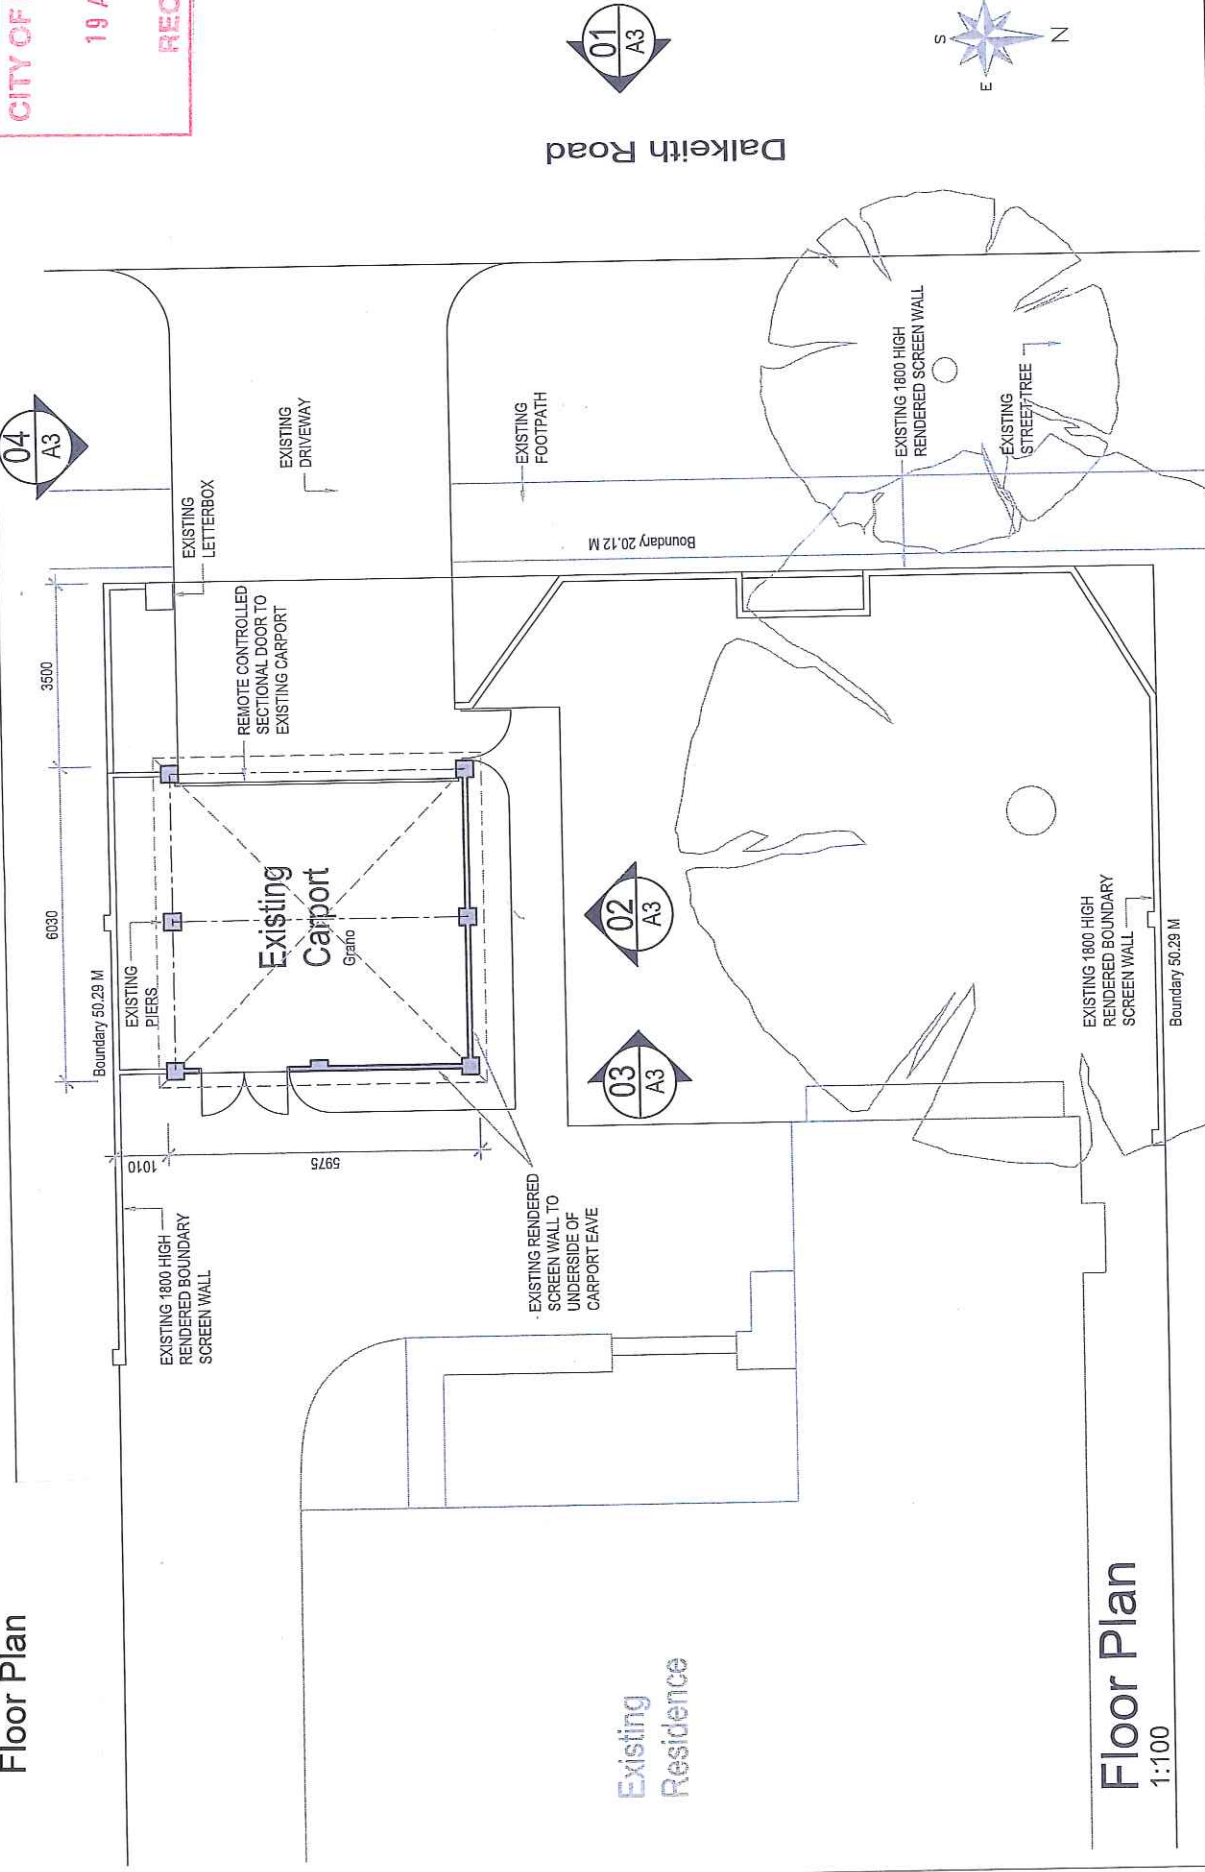 Floor Plan
CITY OF
19 A
04
A3
01
A3
S
N
E
Dalkeith Road
3500
6030
Boundary 50.29 M
EXISTING
PIERS
EXISTING
LETTERBOX
EXISTING
DRIVEWAY
REMOTE CONTROLLED
SECTIONAL DOOR TO
EXISTING CARPORT
Existing
Carport
Grano
1010
5975
EXISTING 1800 HIGH
RENDERED BOUNDARY
SCREEN WALL
EXISTING RENDERED
SCREEN WALL TO
UNDERSIDE OF
CARPORT EAVE
EXISTING
FOOTPATH
Boundary 20.12 M
02
A3
03
A3
EXISTING 1800 HIGH
RENDERED SCREEN WALL
EXISTING
STREET TREE
EXISTING 1800 HIGH
RENDERED BOUNDARY
SCREEN WALL
Boundary 50.29 M
Existing
Residence
Floor Plan
1:100